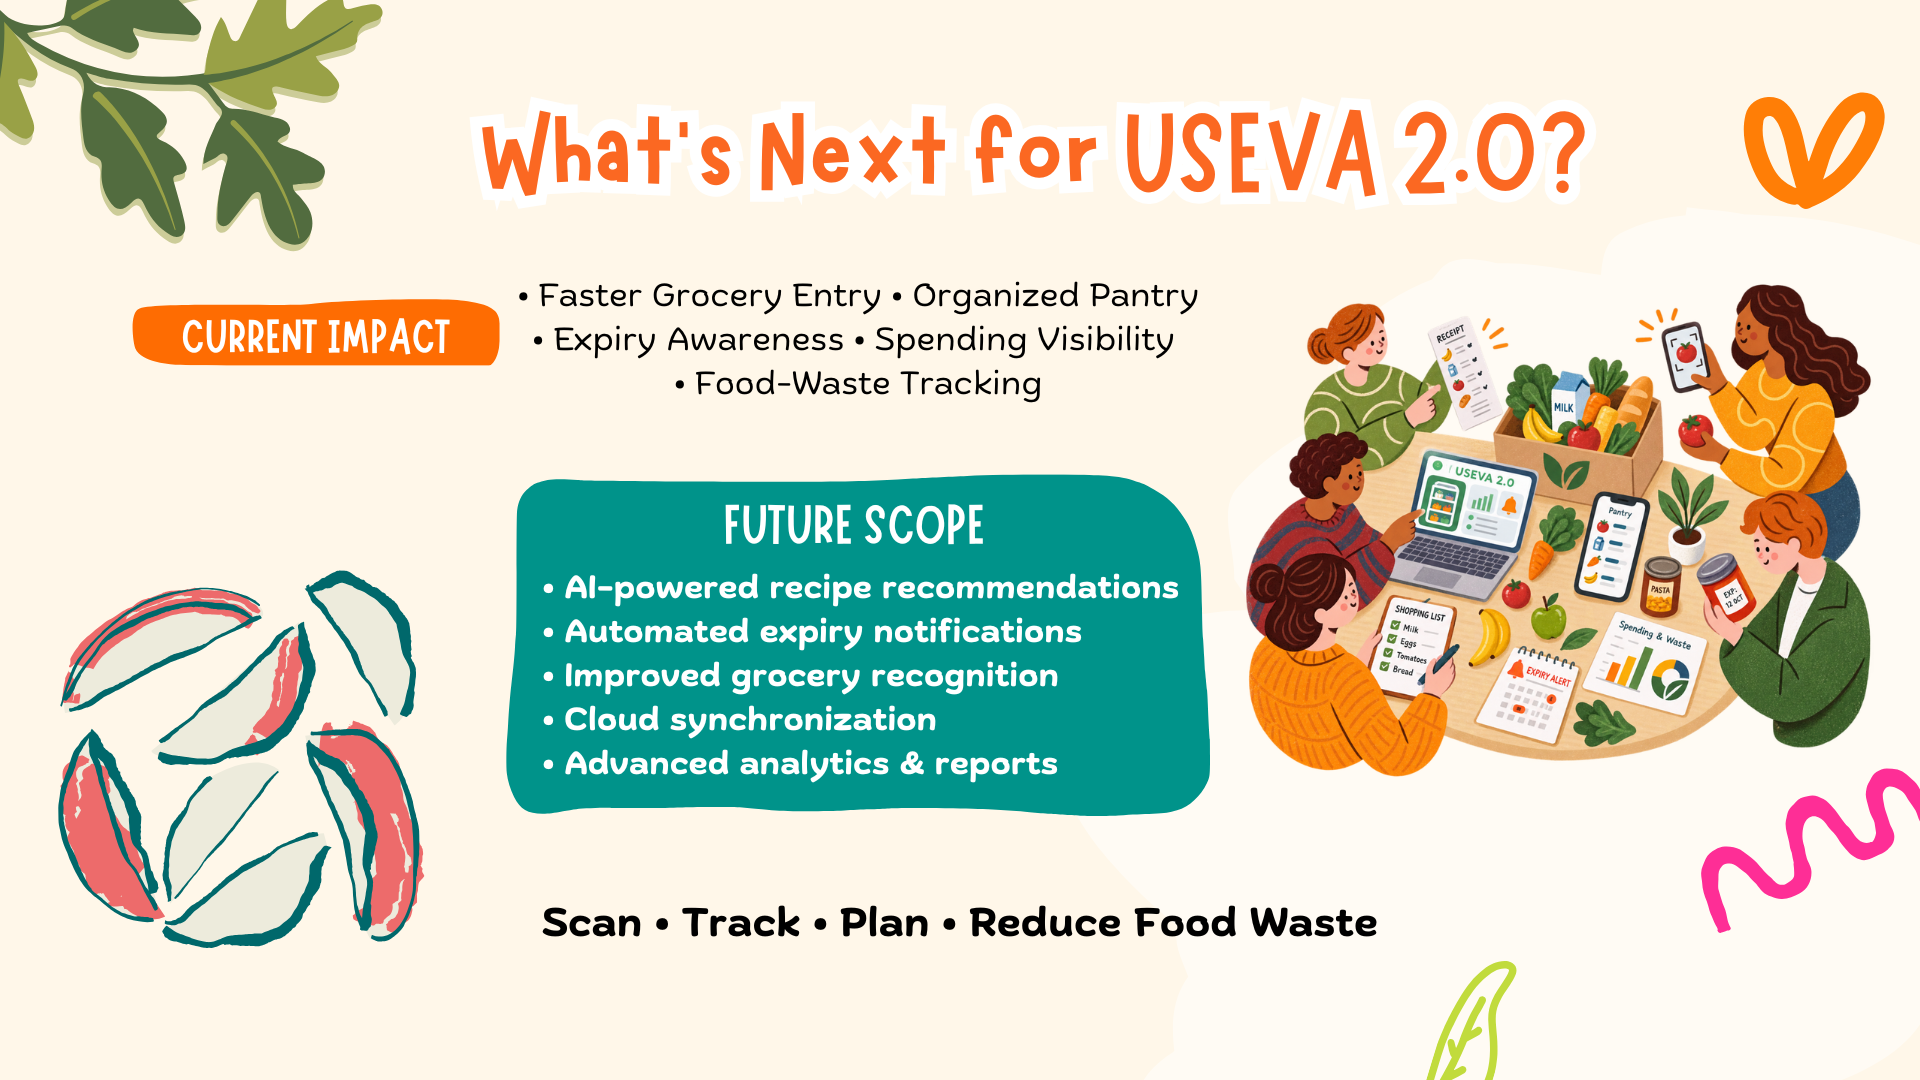 What's Next for USEVA 2.0?
CURRENT IMPACT
• Faster Grocery Entry • Organized Pantry
• Expiry Awareness • Spending Visibility
• Food-Waste Tracking
FUTURE SCOPE
• AI-powered recipe recommendations
• Automated expiry notifications
• Improved grocery recognition
• Cloud synchronization
• Advanced analytics & reports
RECEIPT
MILK
USEVA 2.0
Pantry
PASTA
EXP:
12 OCT
SHOPPING LIST
Milk
Eggs
Tomatoes
Bread
Spending & Waste
EXPIRY ALERT
Scan • Track • Plan • Reduce Food Waste